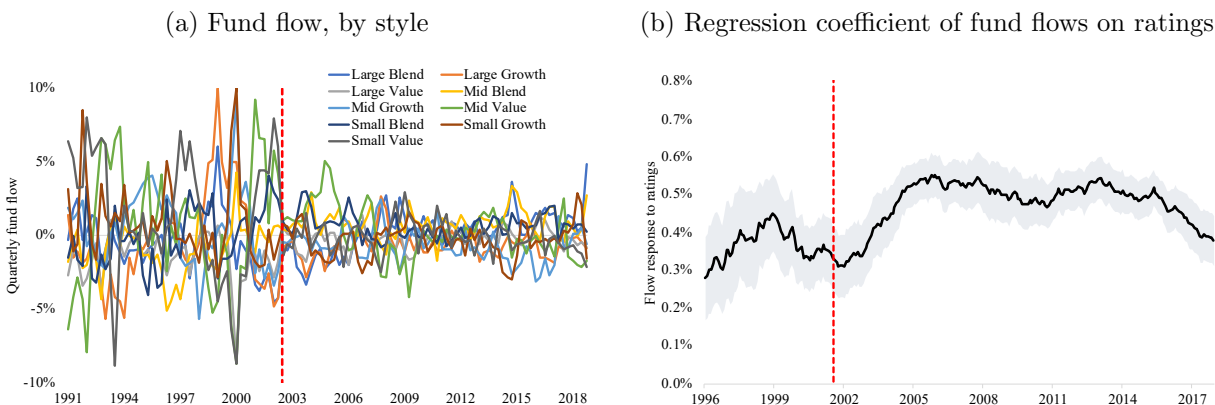 (a) Fund flow, by style
Quarterly fund flow
10%
5%
0%
-5%
-10%
Large Blend Large Growth
Large Value Mid Blend
Mid Growth Mid Value
Small Blend Small Growth
Small Value
1991 1994 1997 2000 2003 2006 2009 2012 2015 2018
(b) Regression coefficient of fund flows on ratings
Flow response to ratings
0.8%
0.7%
0.6%
0.5%
0.4%
0.3%
0.2%
0.1%
0.0%
1996 1999 2002 2005 2008 2011 2014 2017